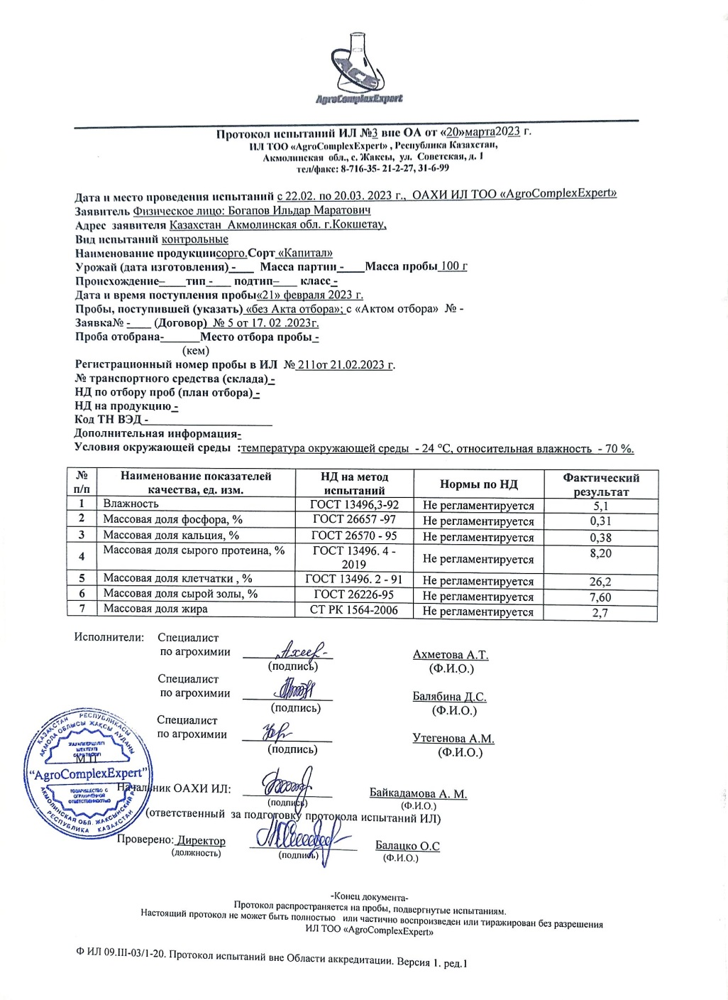 ACE
AgroComplexExpert
Протокол испытаний ИЛ №3 вне ОА от «20»марта2023 г.
ИЛ ТОО «AgroComplexExpert» , Республика Казахстан,
Акмолинская обл., с. Жаксы, ул. Советская, д. 1
тел/факс: 8-716-35- 21-2-27, 31-6-99
Дата и место проведения испытаний с 22.02. по 20.03. 2023 г., ОАХИ ИЛ ТОО «AgroComplexExpert»
Заявитель Физическое лицо: Богапов Ильдар Маратович
Адрес заявителя Казахстан Акмолинская обл. г.Кокшетау,
Вид испытаний контрольные
Наименование продукциисорго.Сорт «Капитал»
Урожай (дата изготовления) -___ Масса партии -____Масса пробы 100 г
Происхождение–____тип -___ подтип–___ класс -
Дата и время поступления пробы«21» февраля 2023 г.
Пробы, поступившей (указать) «без Акта отбора»; с «Актом отбора» № -
Заявка№ -____ (Договор) № 5 от 17. 02 .2023г.
Проба отобрана-______Место отбора пробы -
(кем)
Регистрационный номер пробы в ИЛ № 211от 21.02.2023 г.
№ транспортного средства (склада) -
НД по отбору проб (план отбора) -
НД на продукцию -
Код ТН ВЭД -______________________
Дополнительная информация-
Условия окружающей среды :температура окружающей среды - 24 °С, относительная влажность - 70 %.
№ п/п Наименование показателей качества, ед. изм. НД на метод испытаний Нормы по НД Фактический результат
1 Влажность ГОСТ 13496,3-92 Не регламентируется 5,1
2 Массовая доля фосфора, % ГОСТ 26657 -97 Не регламентируется 0,31
3 Массовая доля кальция, % ГОСТ 26570 - 95 Не регламентируется 0,38
4 Массовая доля сырого протеина, % ГОСТ 13496. 4 - 2019 Не регламентируется 8,20
5 Массовая доля клетчатки , % ГОСТ 13496. 2 - 91 Не регламентируется 26,2
6 Массовая доля сырой золы, % ГОСТ 26226-95 Не регламентируется 7,60
7 Массовая доля жира СТ РК 1564-2006 Не регламентируется 2,7
Исполнители: Специалист
по агрохимии Ахметова А.Т.
(подпись) (Ф.И.О.)
Специалист
по агрохимии Балябина Д.С.
(подпись) (Ф.И.О.)
Специалист
по агрохимии Утегенова А.М.
(подпись) (Ф.И.О.)
ҚАЗАҚСТАН РЕСПУБЛИКАСЫ
АҚМОЛА ОБЛЫСЫ ЖАҚСЫ АУДАНЫ
ЖАУАПКЕРШІЛІГІ
ШЕКТЕУЛІ
СЕРІКТЕСТІГІ
М.П
"AgroComplexExpert"
ТОВАРИЩЕСТВО С
ОГРАНИЧЕННОЙ
ОТВЕТСТВЕННОСТЬЮ
АКМОЛИНСКАЯ ОБЛ. ЖАКСЫНСКИЙ
РЕСПУБЛИКА КАЗАХСТАН
Начальник ОАХИ ИЛ: Байкадамова А. М.
(подпись) (Ф.И.О.)
(ответственный за подготовку протокола испытаний ИЛ)
Проверено: Директор Балацко О.С
(должность) (подпись) (Ф.И.О.)
-Конец документа-
Протокол распространяется на пробы, подвергнутые испытаниям.
Настоящий протокол не может быть полностью или частично воспроизведен или тиражирован без разрешения
ИЛ ТОО «AgroComplexExpert»
Ф ИЛ 09.III-03/1-20. Протокол испытаний вне Области аккредитации. Версия 1. ред.1